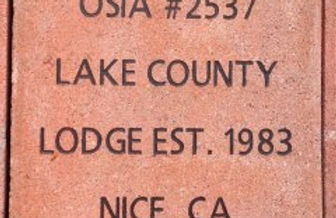 OSIA #2537
LAKE COUNTY
LODGE EST. 1983
NICE, CA